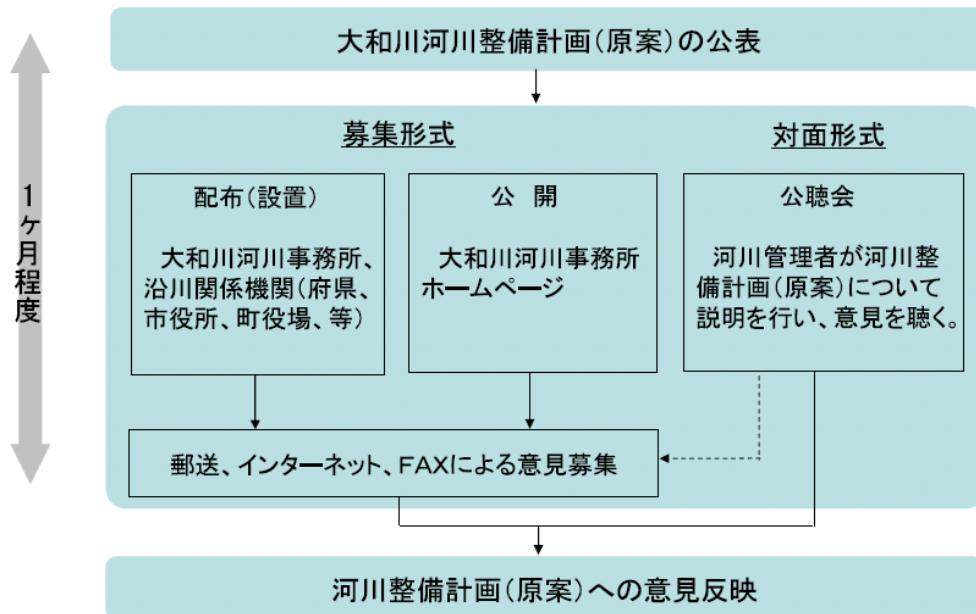 大和川河川整備計画(原案)の公表
1ヶ月程度
募集形式
対面形式
配布(設置)
大和川河川事務所、
沿川関係機関(府県、
市役所、町役場、等)
公 開
大和川河川事務所
ホームページ
公聴会
河川管理者が河川整
備計画(原案)について
説明を行い、意見を聴く。
郵送、インターネット、FAXによる意見募集
河川整備計画(原案)への意見反映